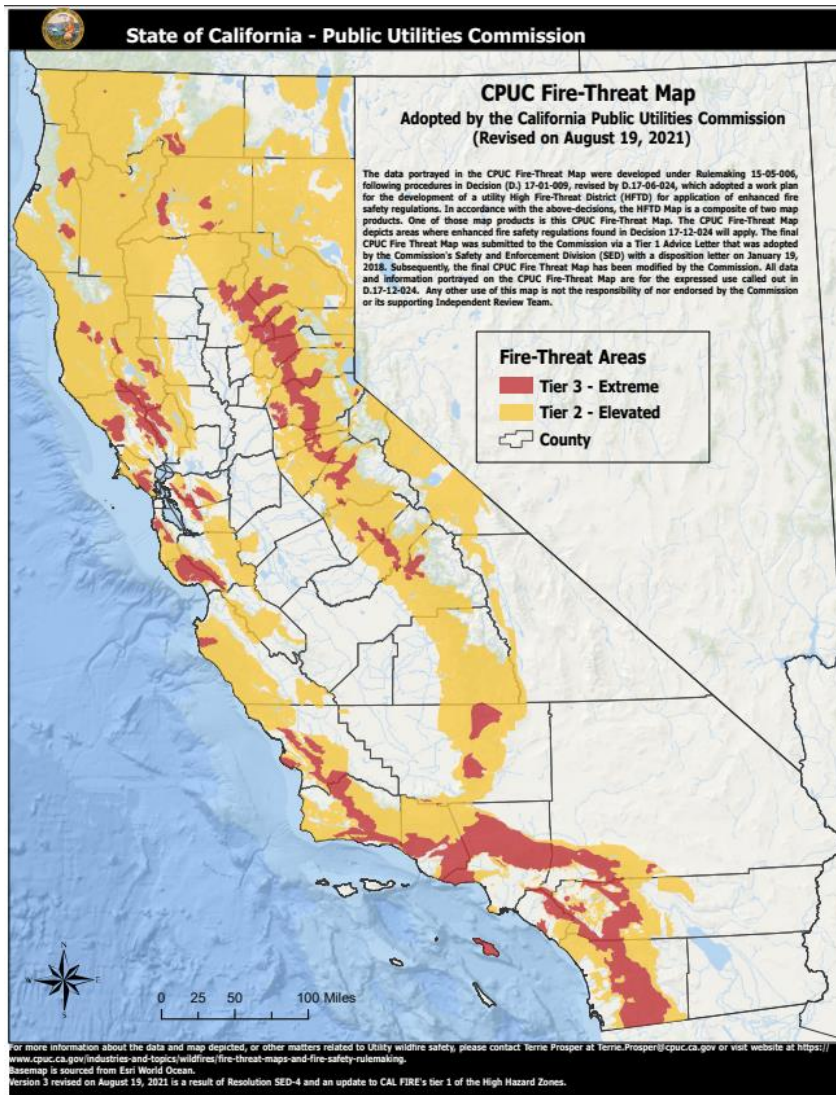 State of California - Public Utilities Commission
CPUC Fire-Threat Map
Adopted by the California Public Utilities Commission
(Revised on August 19, 2021)
The data portrayed in the CPUC Fire-Threat Map were developed under Rulemaking 15-05-006,
following procedures in Decision (D.) 17-01-009, revised by D.17-06-024, which adopted a work plan
for the development of a utility High Fire-Threat District (HFTD) for application of enhanced fire
safety regulations. In accordance with the above-decisions, the HFTD Map is a composite of two map
products. One of those map products is this CPUC Fire-Threat Map. The CPUC Fire-Threat Map
depicts areas where enhanced fire safety regulations found in Decision 17-12-024 will apply. The final
CPUC Fire Threat Map was submitted to the Commission via a Tier 1 Advice Letter that was adopted
by the Commission's Safety and Enforcement Division (SED) with a disposition letter on January 19,
2018. Subsequently, the final CPUC Fire Threat Map has been modified by the Commission. All data
and information portrayed on the CPUC Fire-Threat Map are for the expressed use called out in
D.17-12-024. Any other use of this map is not the responsibility of nor endorsed by the Commission
or its supporting Independent Review Team.
Fire-Threat Areas
Tier 3 - Extreme
Tier 2 - Elevated
County
N
W E
S
0 25 50 100 Miles
For more information about the data and map depicted, or other matters related to Utility wildfire safety, please contact Terrie Prosper at Terrie.Prosper@cpuc.ca.gov or visit website at https://
www.cpuc.ca.gov/industries-and-topics/wildfires/fire-threat-maps-and-fire-safety-rulemaking.
Basemap is sourced from Esri World Ocean.
Version 3 revised on August 19, 2021 is a result of Resolution SED-4 and an update to CAL FIRE's tier 1 of the High Hazard Zones.